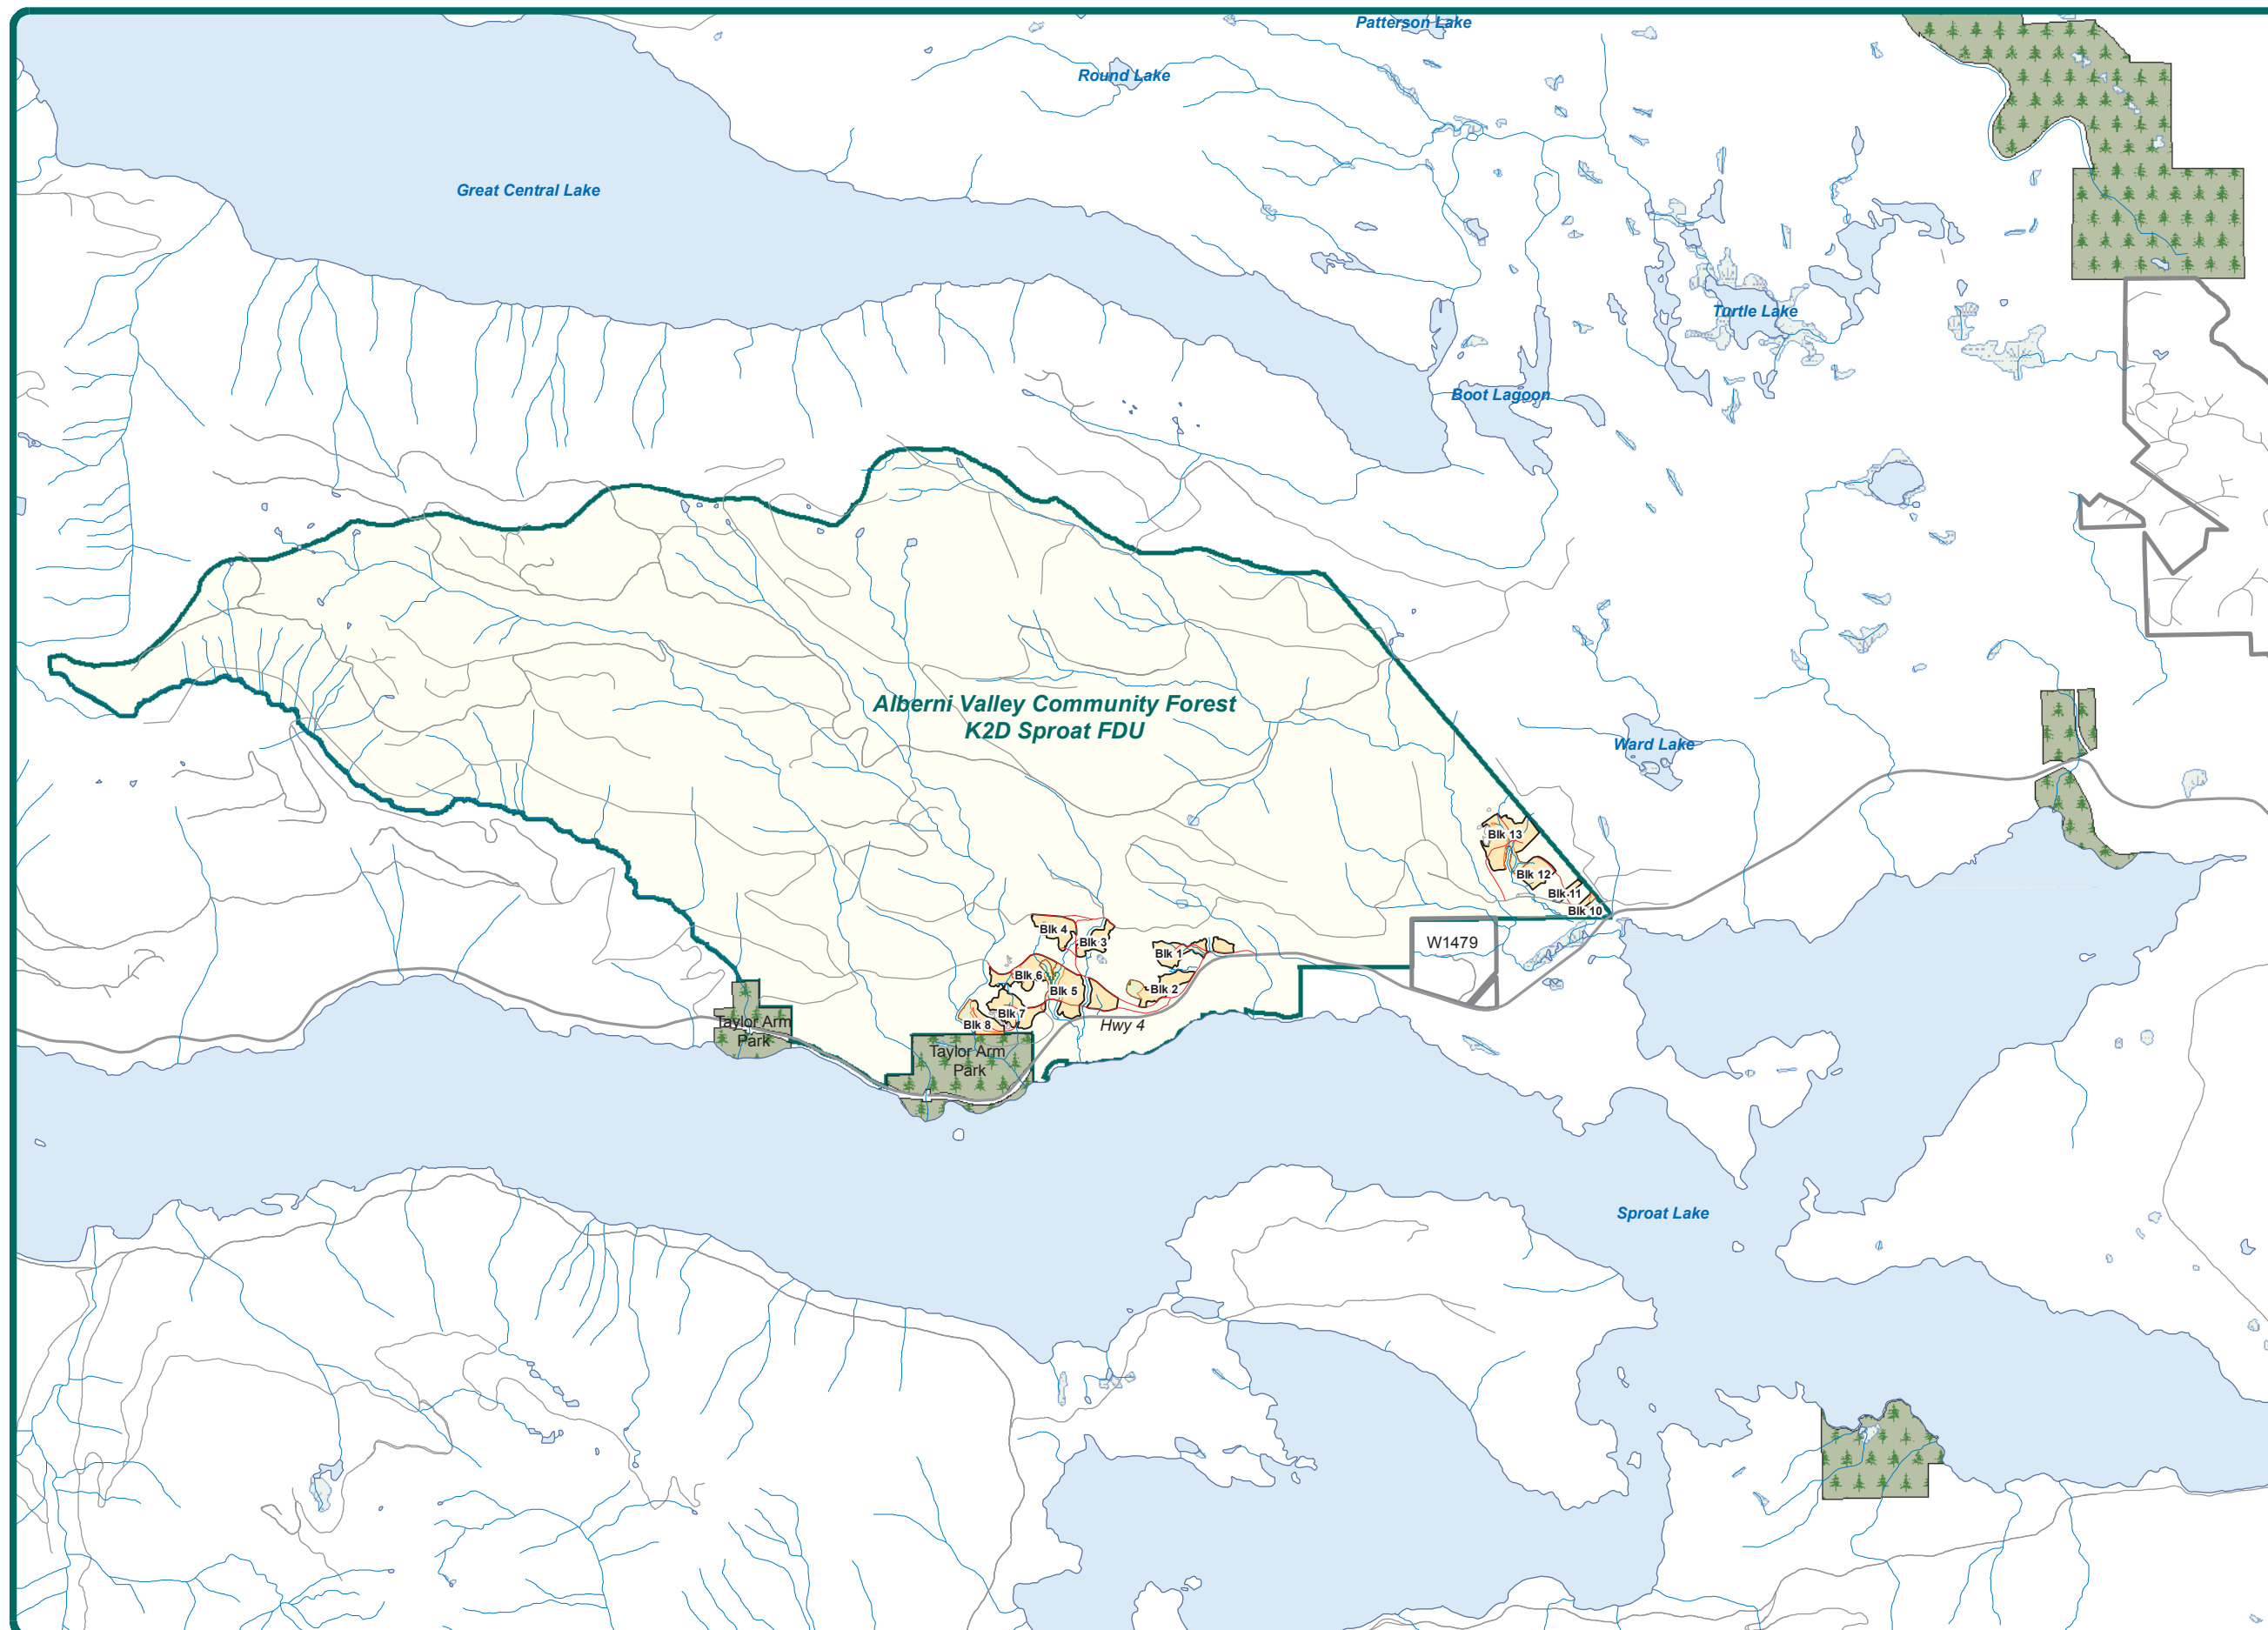 Patterson Lake
Round Lake
Great Central Lake
Turtle Lake
Boot Lagoon
Alberni Valley Community Forest
K2D Sproat FDU
Ward Lake
Blk 13
Blk 12
Blk 11
Blk 10
Blk 4
Blk 3
Blk 1
W1479
Blk 6
Blk 5
Blk 2
Blk 7
Blk 8
Hwy 4
Taylor Arm
Park
Taylor Arm
Park
Sproat Lake